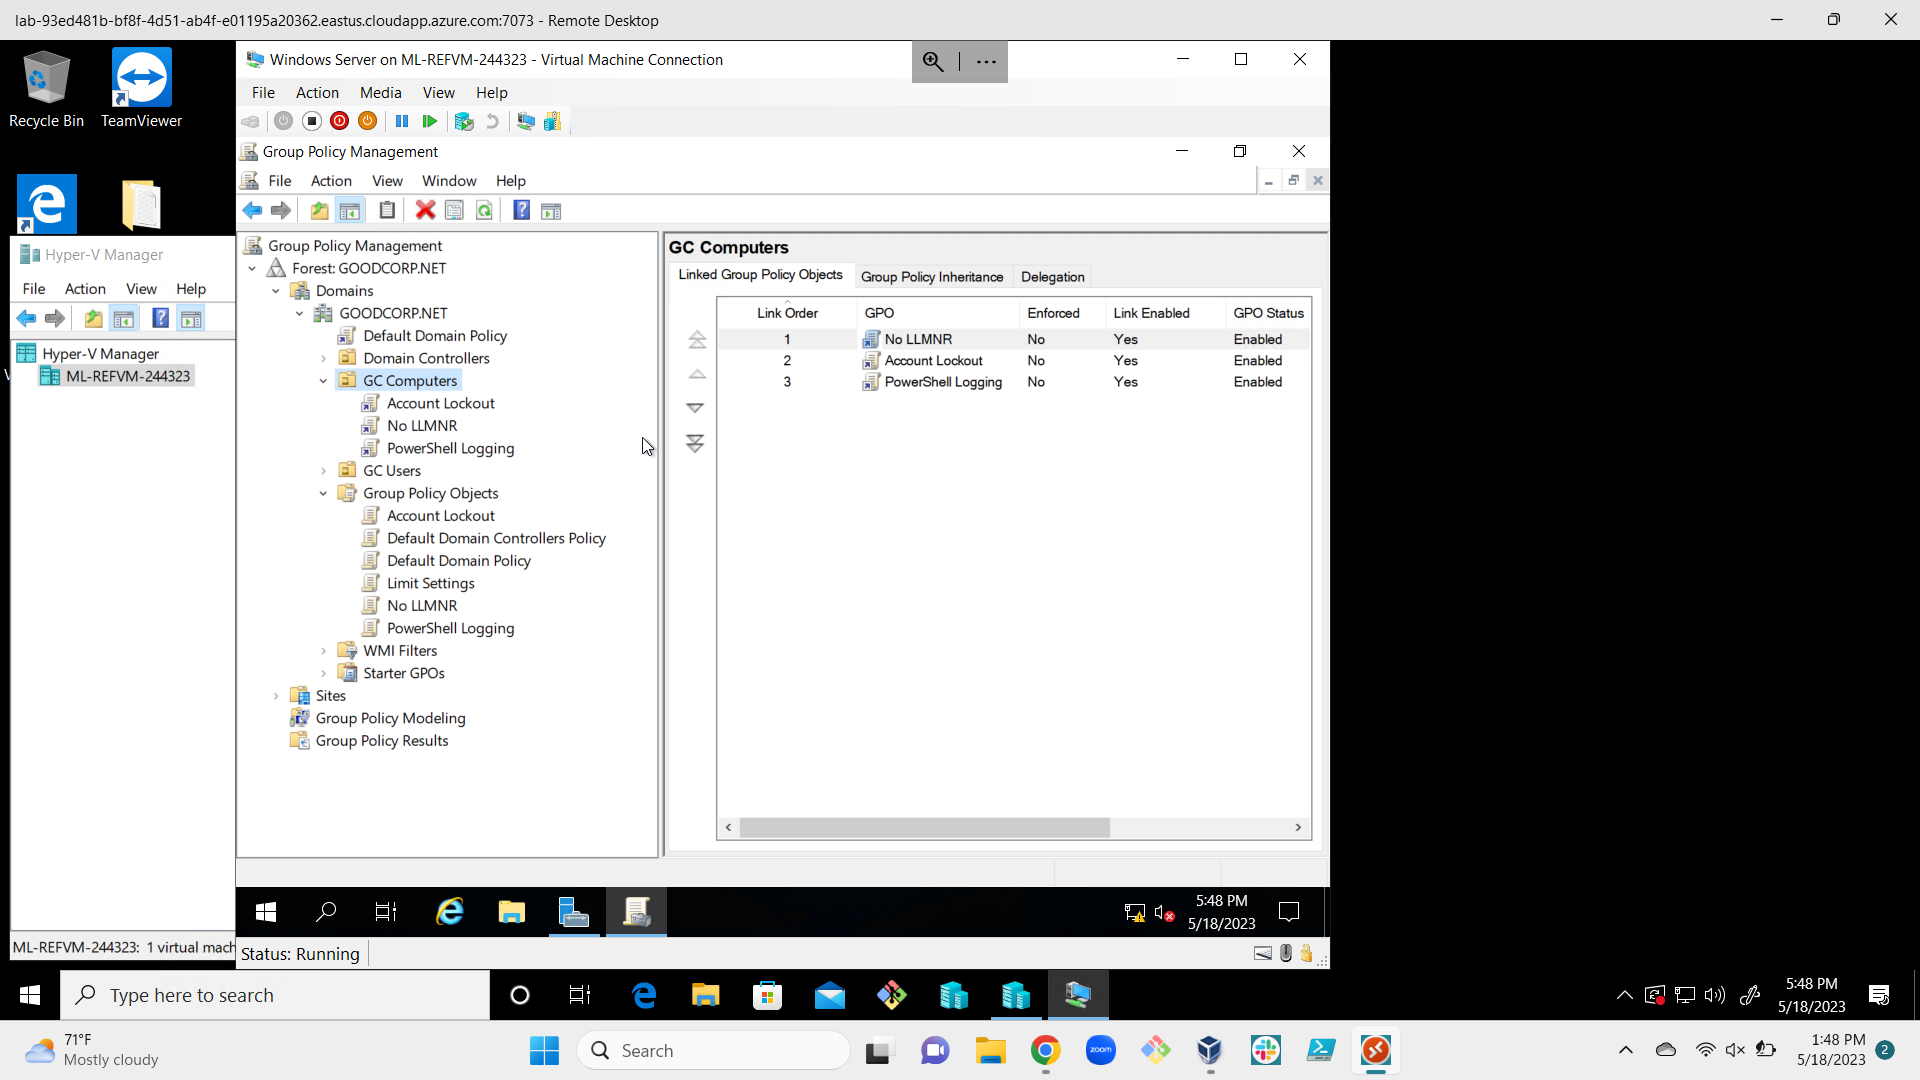 lab-93ed481b-bf8f-4d51-ab4f-e01195a20362.eastus.cloudapp.azure.com:7073 - Remote Desktop
Recycle Bin
TeamViewer
Windows Server on ML-REFVM-244323 - Virtual Machine Connection
File Action Media View Help
Group Policy Management
File Action View Window Help
Hyper-V Manager
File Action View Help
Hyper-V Manager
ML-REFVM-244323
ML-REFVM-244323: 1 virtual mach
Group Policy Management
Forest: GOODCORP.NET
Domains
GOODCORP.NET
Default Domain Policy
Domain Controllers
GC Computers
Account Lockout
No LLMNR
PowerShell Logging
GC Users
Group Policy Objects
Account Lockout
Default Domain Controllers Policy
Default Domain Policy
Limit Settings
No LLMNR
PowerShell Logging
WMI Filters
Starter GPOs
Sites
Group Policy Modeling
Group Policy Results
GC Computers
Linked Group Policy Objects Group Policy Inheritance Delegation
Link Order GPO Enforced Link Enabled GPO Status
1 No LLMNR No Yes Enabled
2 Account Lockout No Yes Enabled
3 PowerShell Logging No Yes Enabled
5:48 PM
5/18/2023
Status: Running
Type here to search
5:48 PM
5/18/2023
71°F
Mostly cloudy
Search
zoom
1:48 PM
5/18/2023
2